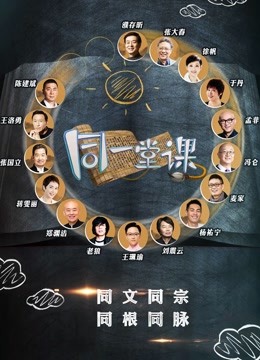 濮存昕
张大春
徐帆
陈建斌
于丹
王洛勇
孟非
张国立
冯仑
蒋雯丽
麦家
郑渊洁
杨祐宁
老狼
王珮瑜
刘震云
同一堂课
同文同宗
同根同脉